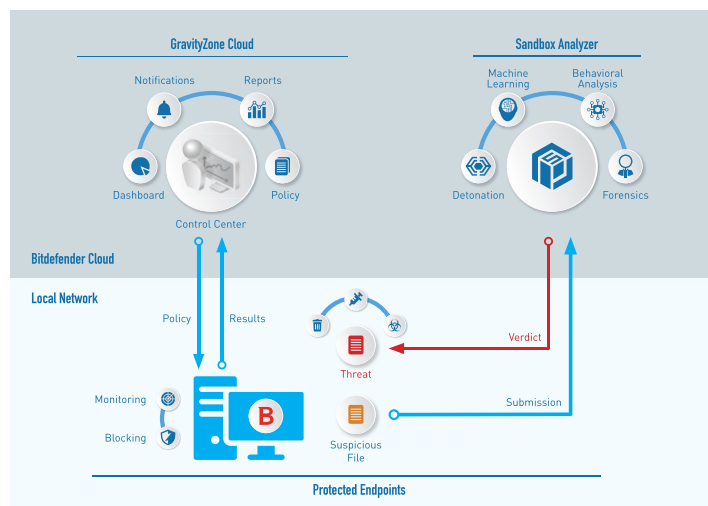 GravityZone Cloud
Sandbox Analyzer
Notifications
Reports
Machine
Learning
Behavioral
Analysis
Dashboard
Policy
Detonation
Forensics
Control Center
Bitdefender Cloud
Local Network
Policy
Results
Verdict
Threat
Monitoring
Submission
B
Blocking
Suspicious
File
Protected Endpoints